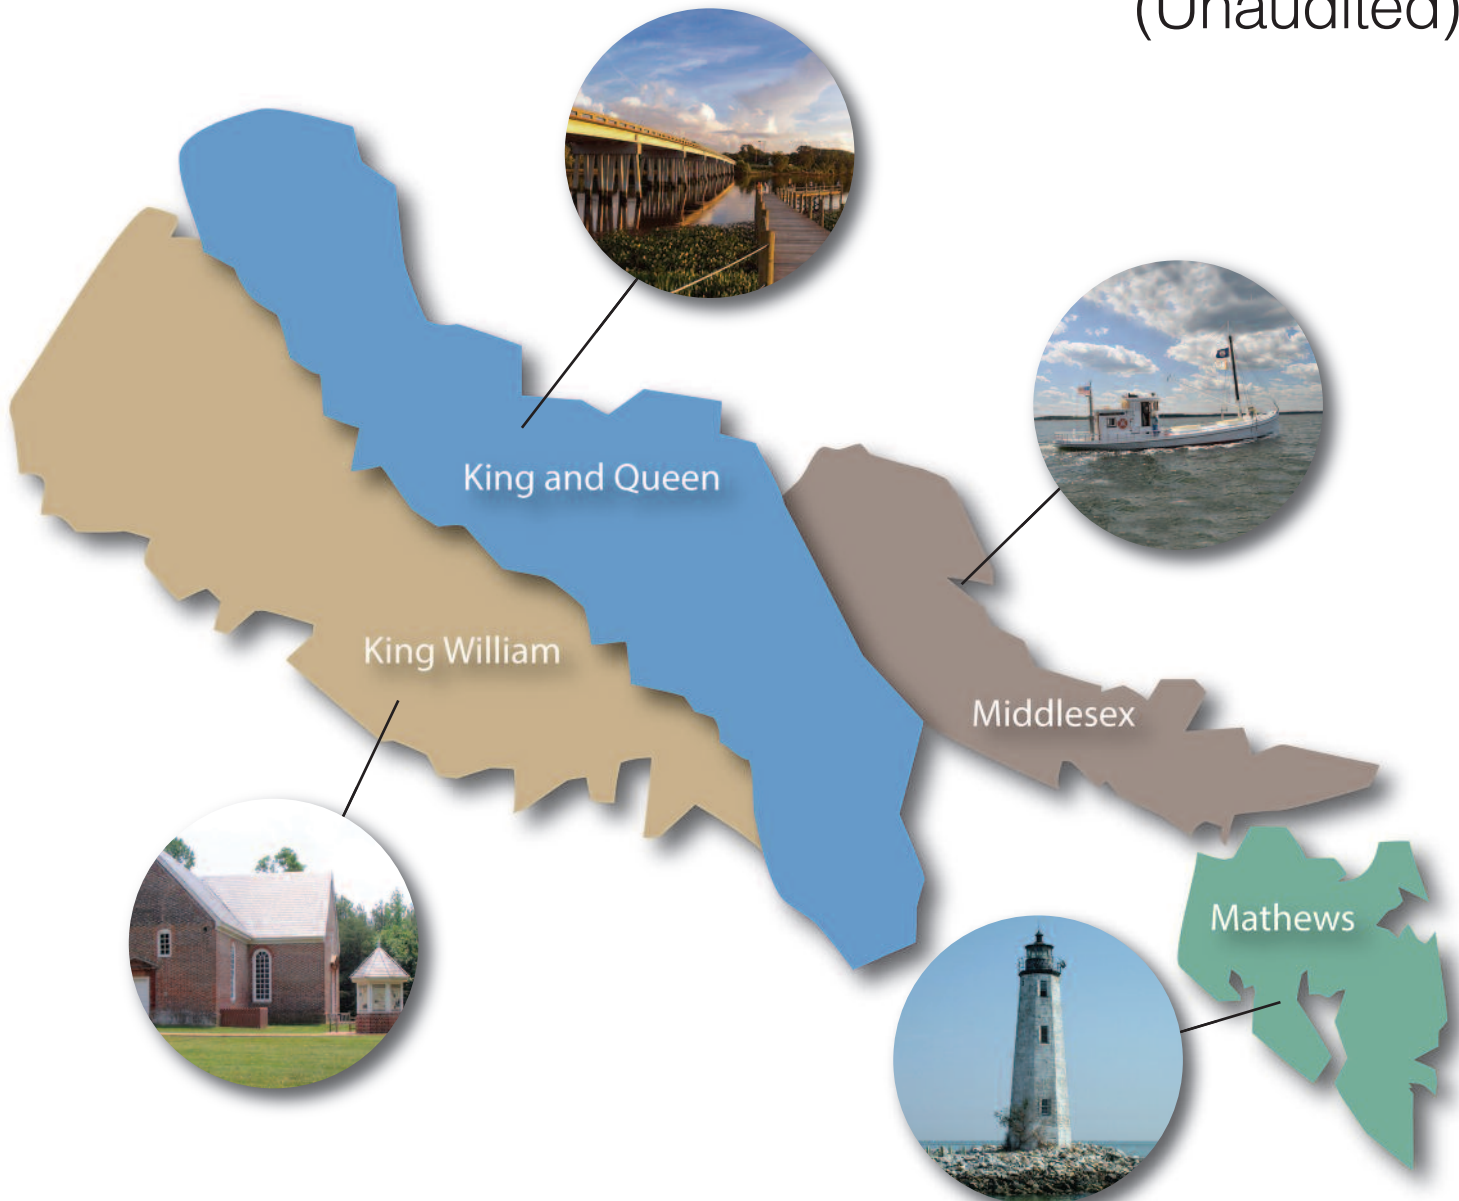 (Unaudited)
King and Queen
King William
Middlesex
Mathews